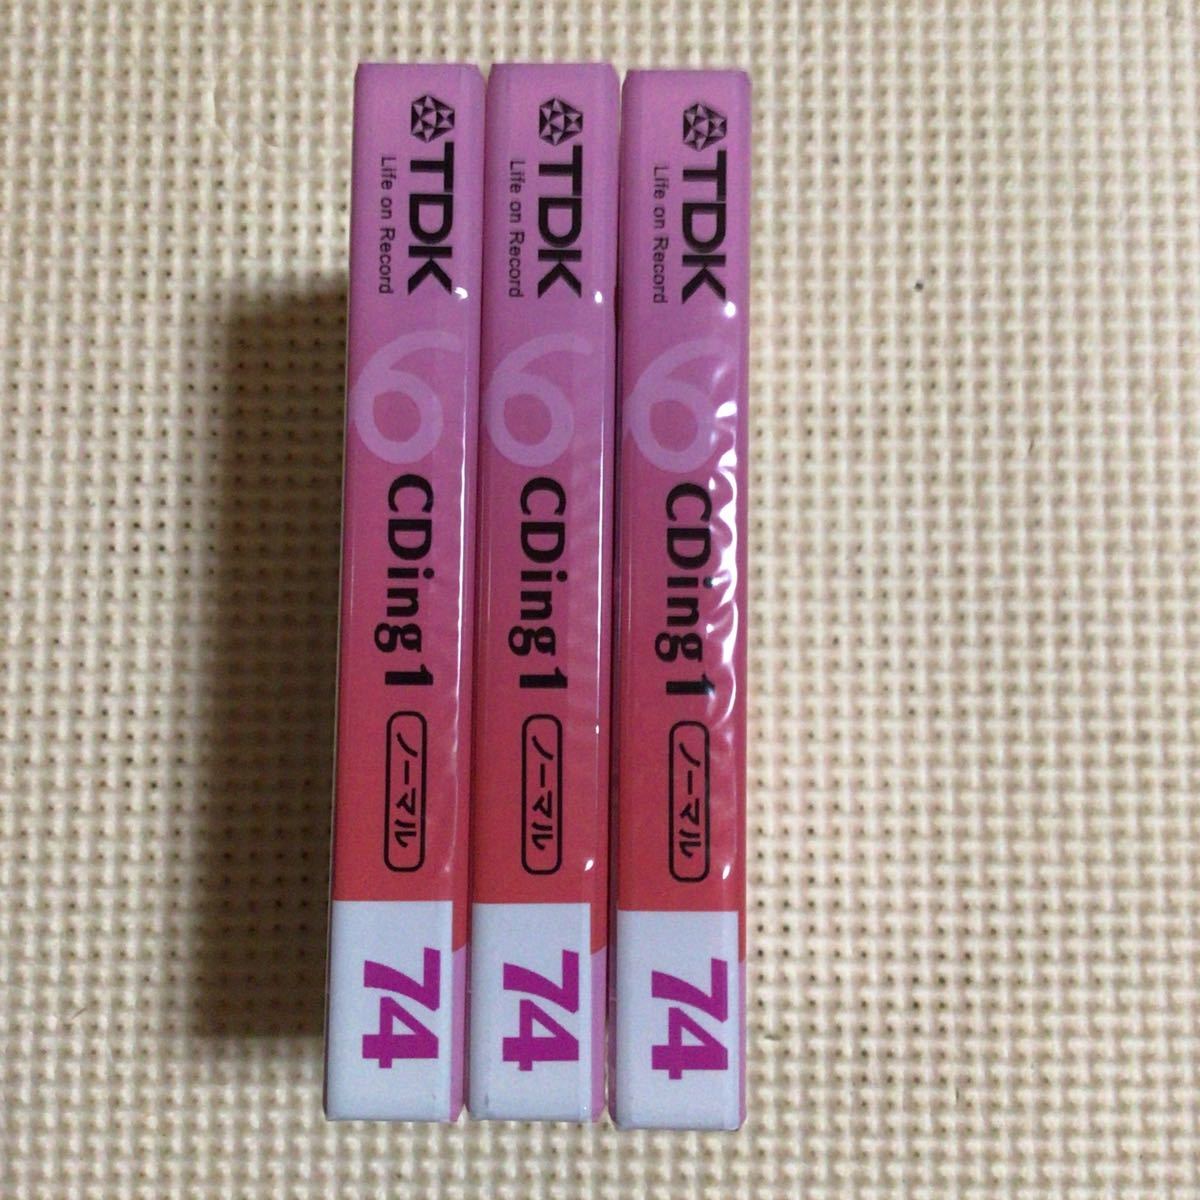 TDK
Life on Record
6
CDing1
ノーマル
74
TDK
Life on Record
6
CDing1
ノーマル
74
TDK
Life on Record
6
CDing1
ノーマル
74